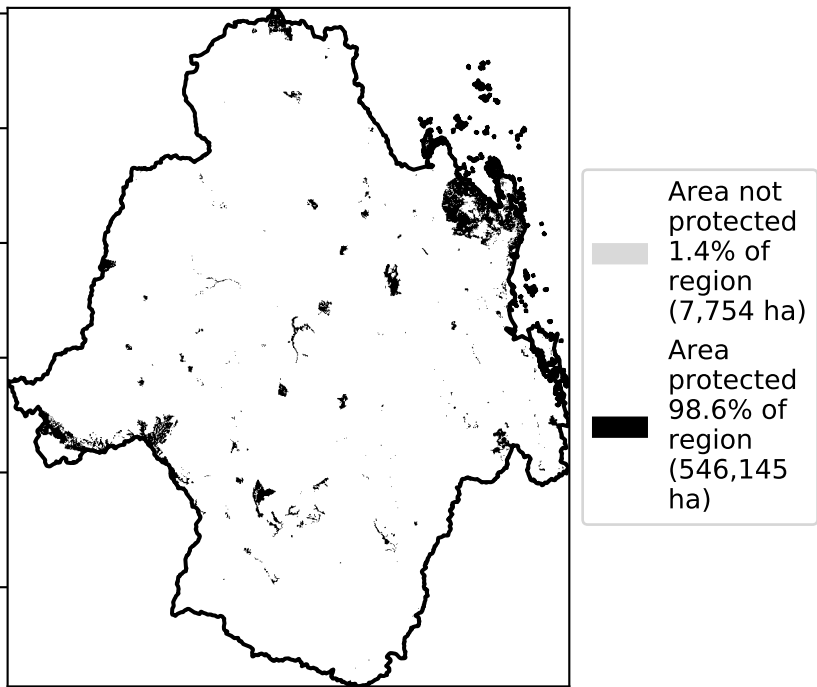 Area not
protected
1.4% of
region
(7,754 ha)
Area
protected
98.6% of
region
(546,145
ha)